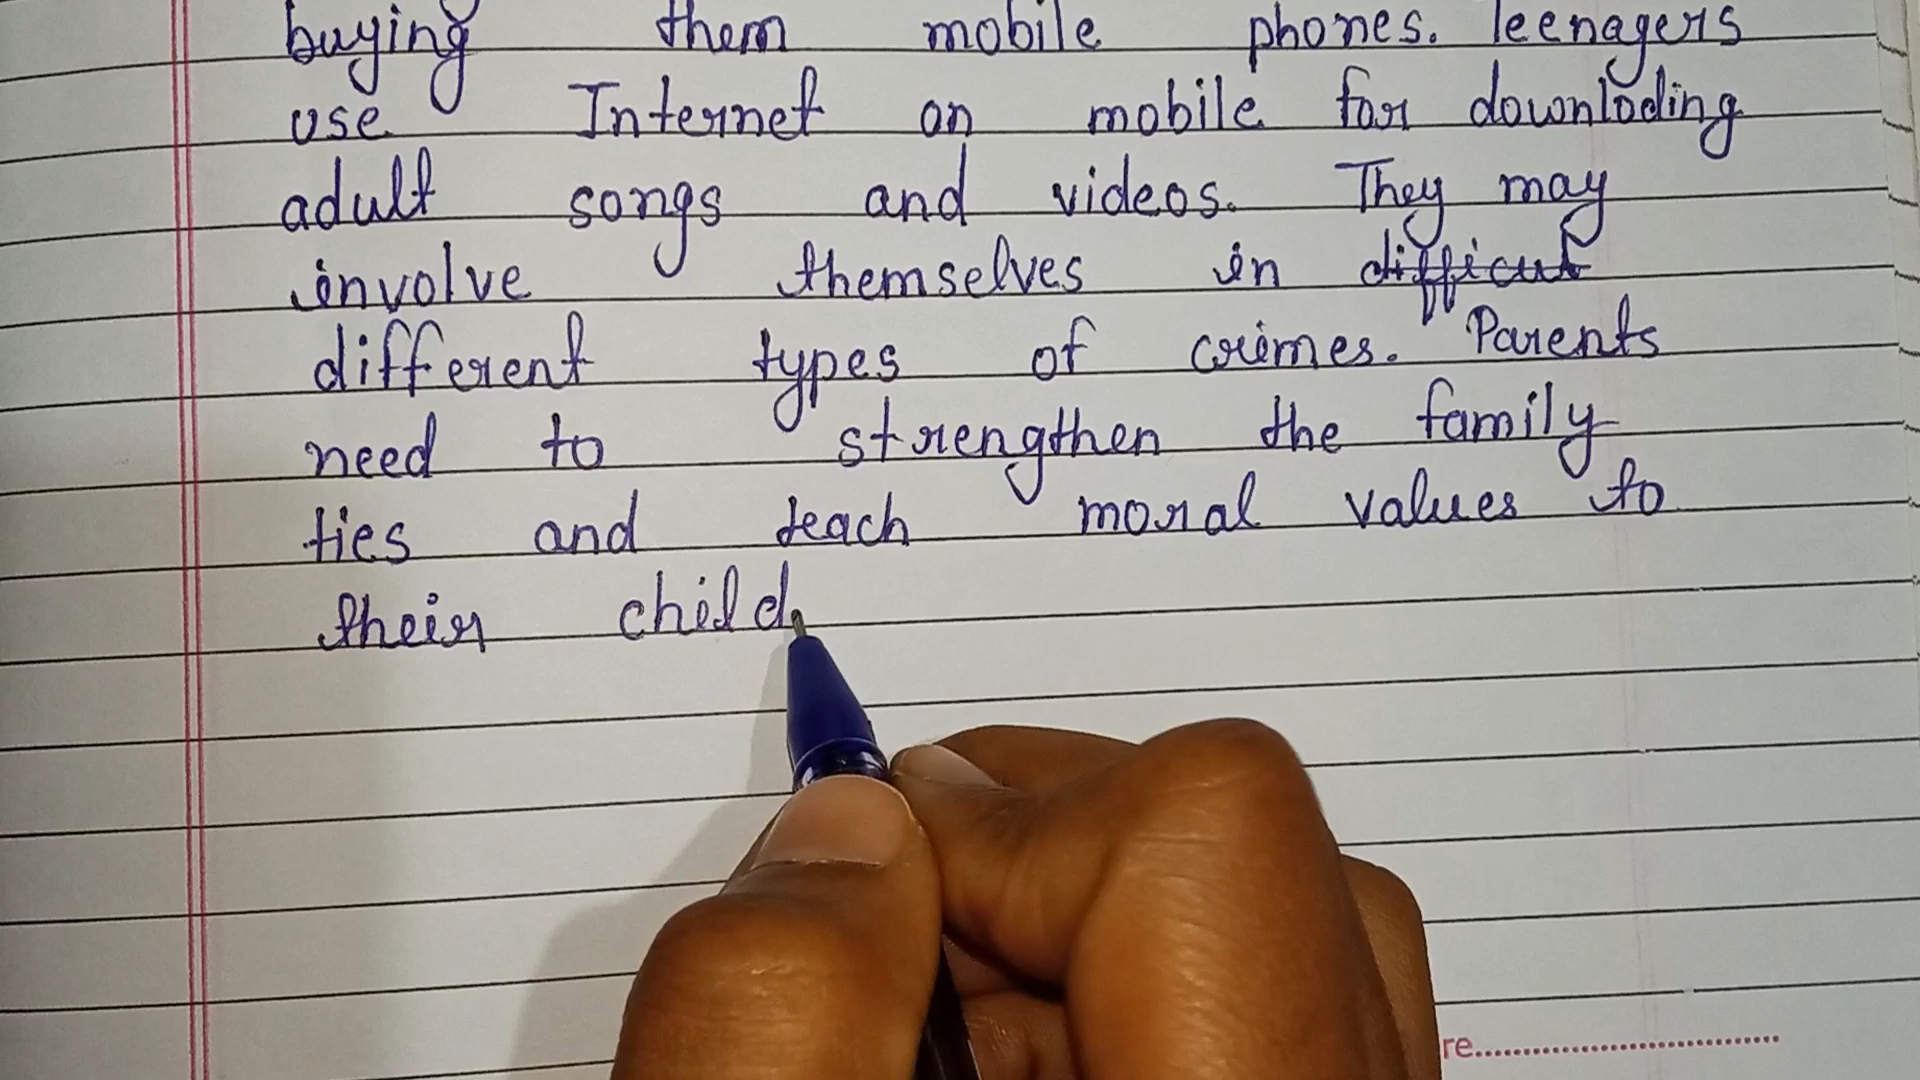 buying them mobile phones. Teenagers
use Internet on mobile for downloding
adult songs and videos. They may
involve themselves in difficut
different types of crimes. Parents
need to strengthen the family
ties and teach moral values to
their child
re..............................